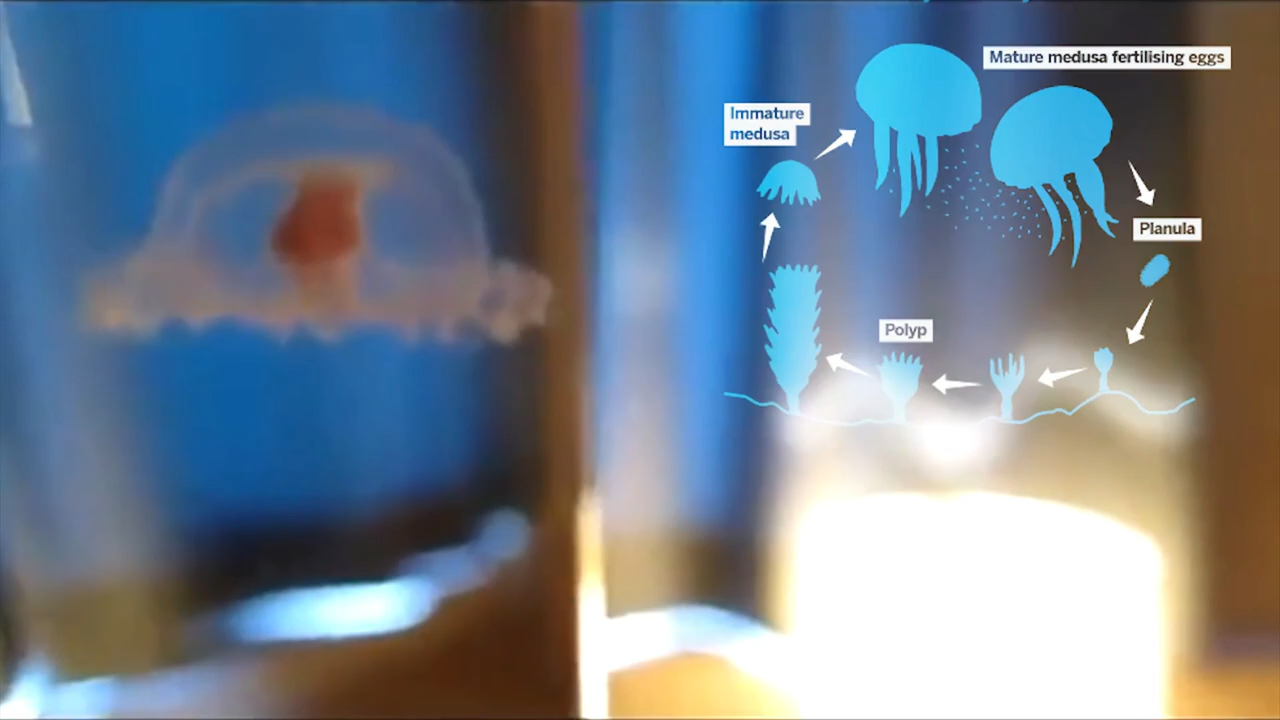 Mature medusa fertilising eggs
Immature
medusa
Planula
Polyp